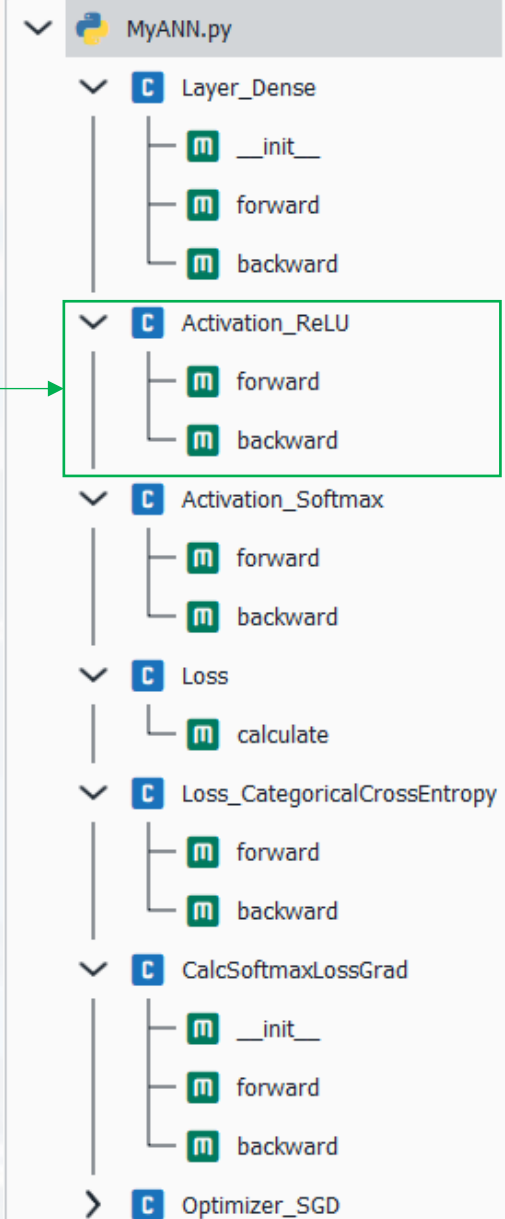 MyANN.py
C Layer_Dense
m __init__
m forward
m backward
C Activation_ReLU
m forward
m backward
C Activation_Softmax
m forward
m backward
C Loss
m calculate
C Loss_CategoricalCrossEntropy
m forward
m backward
C CalcSoftmaxLossGrad
m __init__
m forward
m backward
C Optimizer_SGD